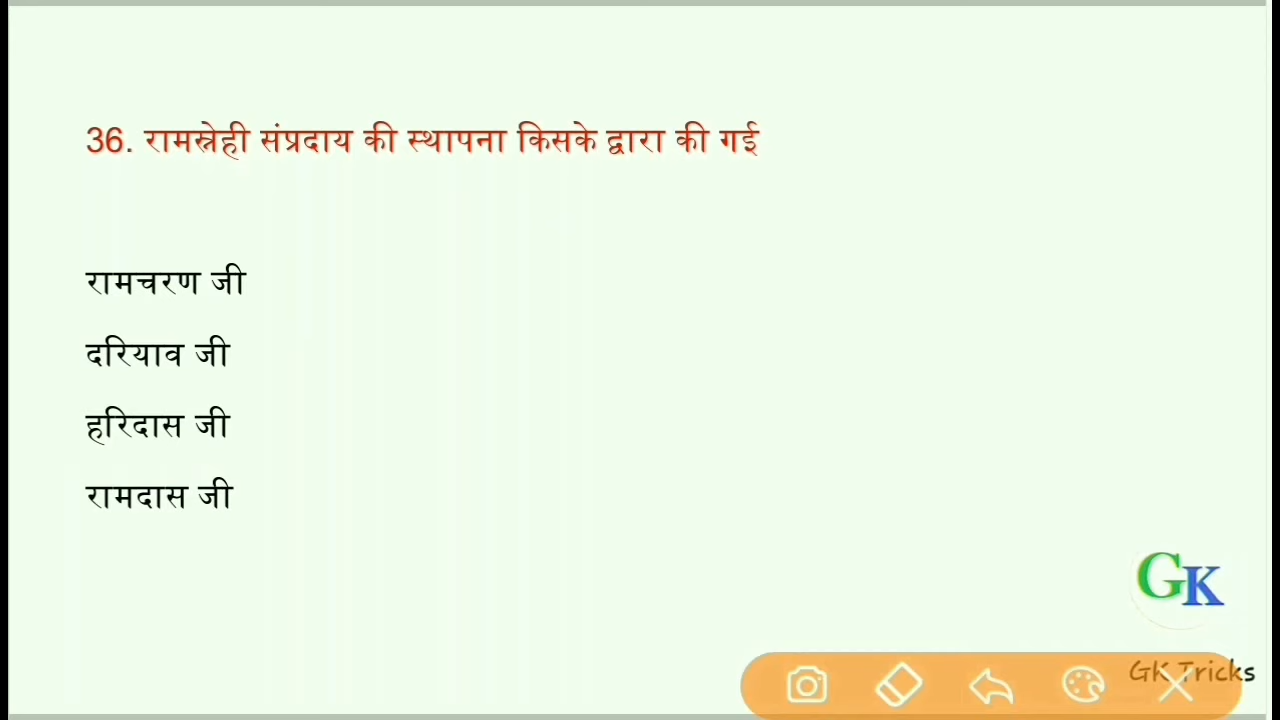 36. रामस्नेही संप्रदाय की स्थापना किसके द्वारा की गई
रामचरण जी
दरियाव जी
हरिदास जी
रामदास जी
GK
GK Tricks